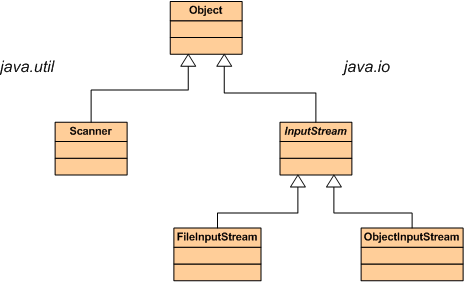 Object
java.util
java.io
Scanner
InputStream
FileInputStream
ObjectInputStream